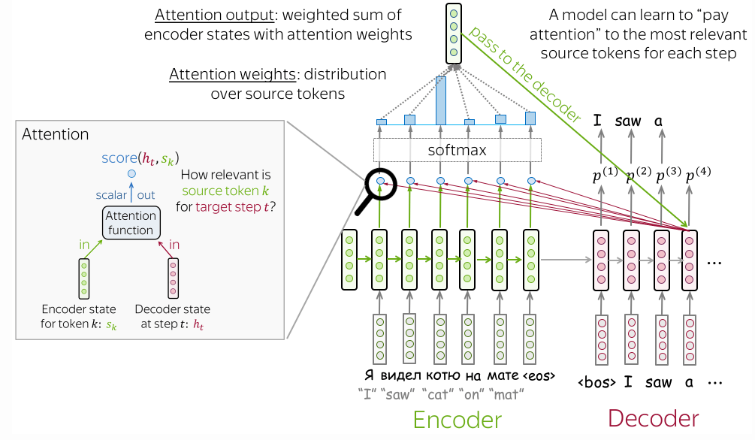 Attention output: weighted sum of
encoder states with attention weights
A model can learn to “pay
attention” to the most relevant
source tokens for each step
Attention weights: distribution
over source tokens
pass to the decoder
I saw a
softmax
p(1) p(2) p(3) p(4)
Attention
score(ht, sk)
How relevant is
source token k
for target step t?
scalar out
Attention
function
in in
Encoder state
for token k: sk
Decoder state
at step t: ht
...
Я видел котю на мате <eos>
“I” “saw” “cat” “on” “mat”
<bos> I saw a ...
Encoder
Decoder